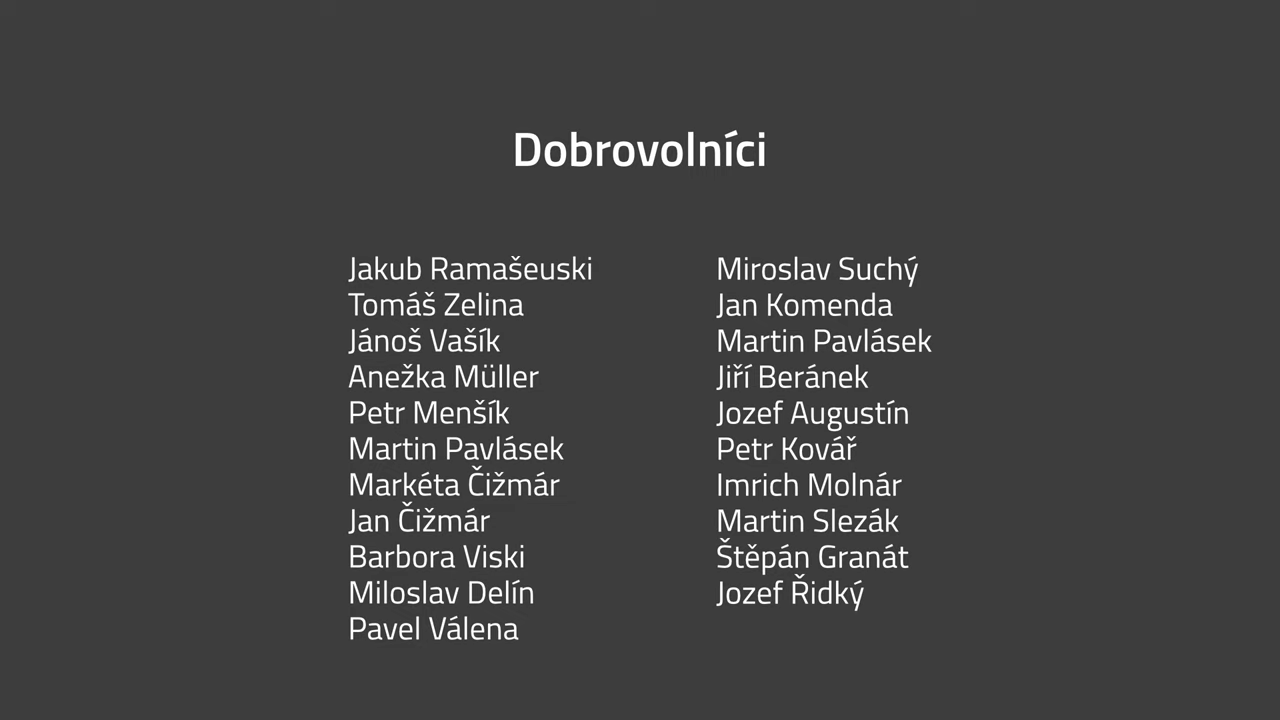 Dobrovolníci
Jakub Ramašeuski
Tomáš Zelina
Jánoš Vašík
Anežka Müller
Petr Menšík
Martin Pavlásek
Markéta Čižmár
Jan Čižmár
Barbora Viski
Miloslav Delín
Pavel Válena
Miroslav Suchý
Jan Komenda
Martin Pavlásek
Jiří Beránek
Jozef Augustín
Petr Kovář
Imrich Molnár
Martin Slezák
Štěpán Granát
Jozef Řidký